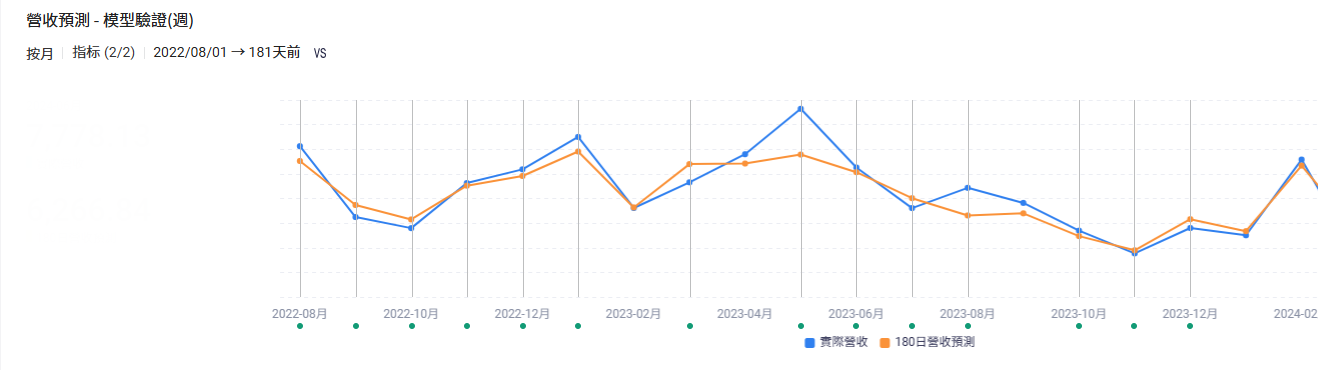 營收預測 - 模型驗證(週)
按月 指标 (2/2) 2022/08/01 → 181天前 VS
2022-08月 2022-10月 2022-12月 2023-02月 2023-04月 2023-06月 2023-08月 2023-10月 2023-12月 2024-02
實際營收 180日營收預測